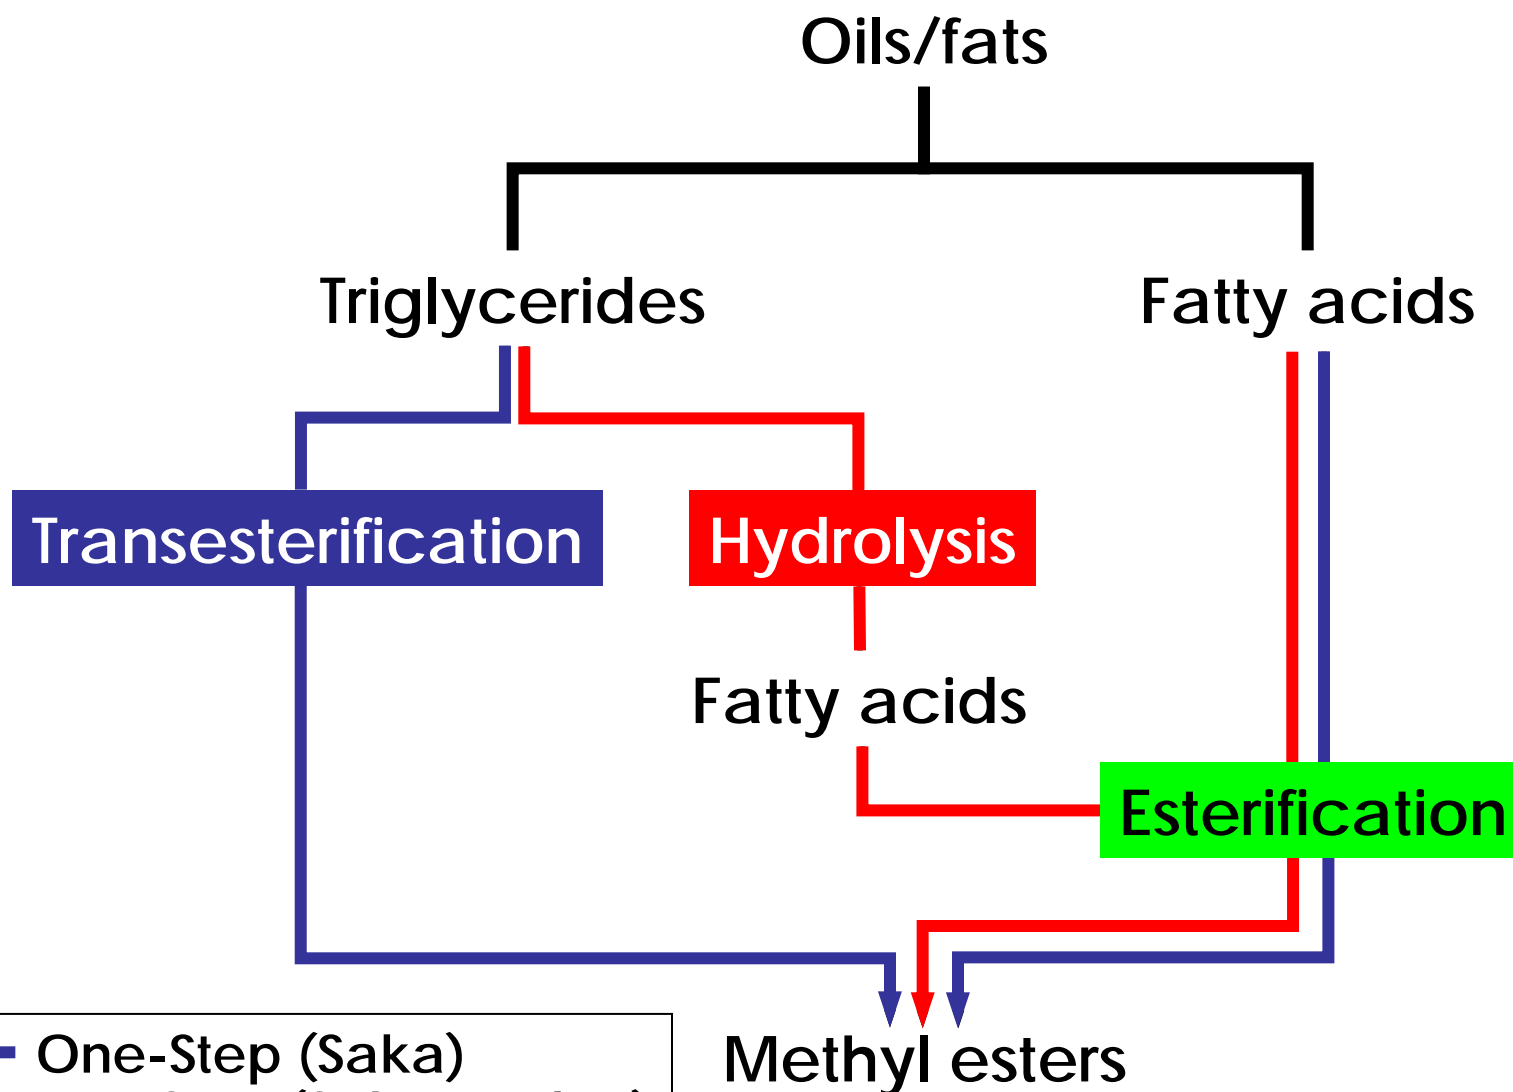 Oils/fats
Triglycerides
Fatty acids
Transesterification
Hydrolysis
Fatty acids
Esterification
One-Step (Saka)
Methyl esters